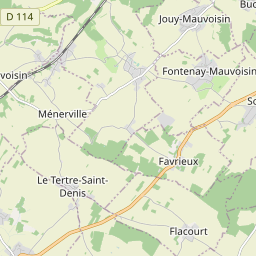 D 114
Jouy-Mauvoisin
Fontenay-Mauvoisin
Ménerville
Favrieux
Le Tertre-Saint-
Denis
Flacourt